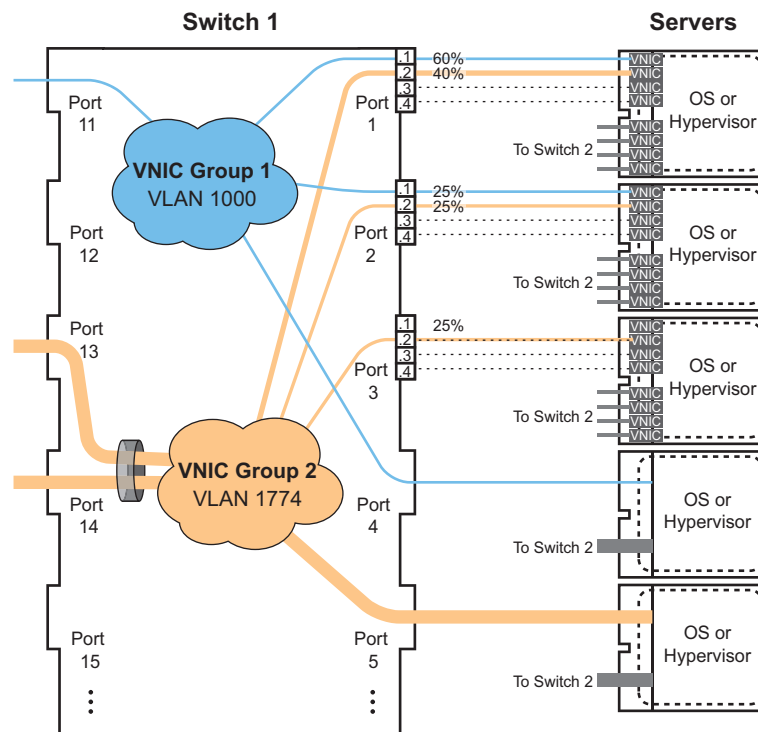 Switch 1
Servers
Port
11
VNIC Group 1
VLAN 1000
Port
1
.1
.2
.3
.4
60%
40%
VNIC
VNIC
VNIC
VNIC
OS or
Hypervisor
To Switch 2
VNIC
VNIC
VNIC
VNIC
Port
12
Port
2
.1
.2
.3
.4
25%
25%
VNIC
VNIC
VNIC
VNIC
OS or
Hypervisor
To Switch 2
VNIC
VNIC
VNIC
VNIC
Port
13
Port
3
.1
.2
.3
.4
25%
VNIC
VNIC
VNIC
VNIC
OS or
Hypervisor
To Switch 2
VNIC
VNIC
VNIC
VNIC
VNIC Group 2
VLAN 1774
Port
14
Port
4
OS or
Hypervisor
To Switch 2
Port
15
Port
5
OS or
Hypervisor
To Switch 2